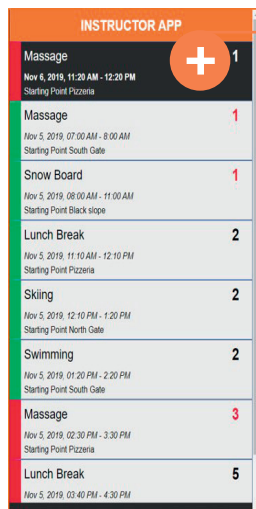 INSTRUCTOR APP
Massage 1
Nov 6, 2019, 11:20 AM - 12:20 PM
Starting Point Pizzeria
Massage 1
Nov 5, 2019, 07:00 AM - 8:00 AM
Starting Point South Gate
Snow Board 1
Nov 5, 2019, 08:00 AM - 11:00 AM
Starting Point Black slope
Lunch Break 2
Nov 5, 2019, 11:10 AM - 12:10 PM
Starting Point Pizzeria
Skiing 2
Nov 5, 2019, 12:10 PM - 1:20 PM
Starting Point North Gate
Swimming 2
Nov 5, 2019, 01:20 PM - 2:20 PM
Starting Point South Gate
Massage 3
Nov 5, 2019, 02:30 PM - 3:30 PM
Starting Point Pizzeria
Lunch Break 5
Nov 5, 2019, 03:40 PM - 4:30 PM